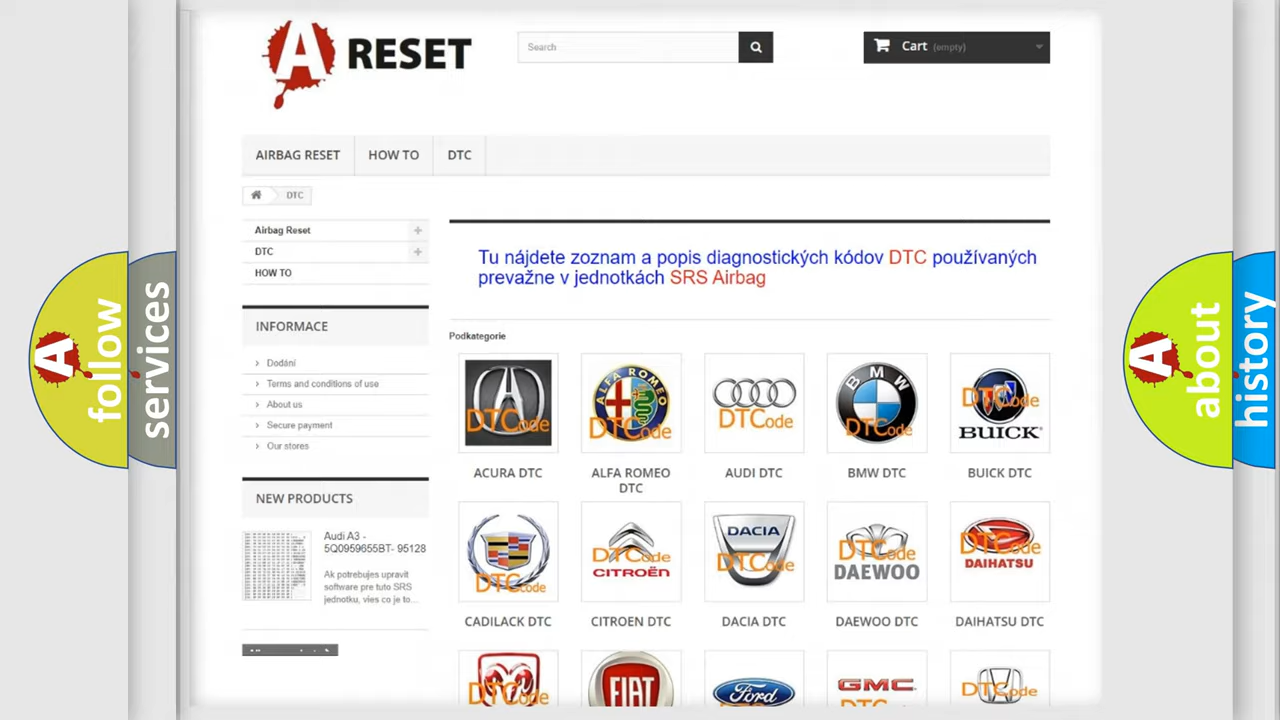 A RESET
Search
Cart (empty)
AIRBAG RESET
HOW TO
DTC
DTC
Airbag Reset
DTC
HOW TO
Tu nájdete zoznam a popis diagnostických kódov DTC používaných
prevažne v jednotkách SRS Airbag
INFORMACE
Dodání
Terms and conditions of use
About us
Secure payment
Our stores
NEW PRODUCTS
Audi A3 -
5Q0959655BT- 95128
Ak potrebujes upravit
software pre tuto SRS
jednotku, vies co je to...
Podkategorie
DTCode
ALFA ROMEO
DTCode
DTCode
BMW
DTCode
DTCode
BUICK
ACURA DTC
ALFA ROMEO
DTC
AUDI DTC
BMW DTC
BUICK DTC
DTCode
DTCode
CITROËN
DACIA
DTCode
DTCode
DAEWOO
DTCode
DAIHATSU
CADILACK DTC
CITROEN DTC
DACIA DTC
DAEWOO DTC
DAIHATSU DTC
DTCode
FIAT
Ford
GMC
DTCode
A follow
services
A about
history